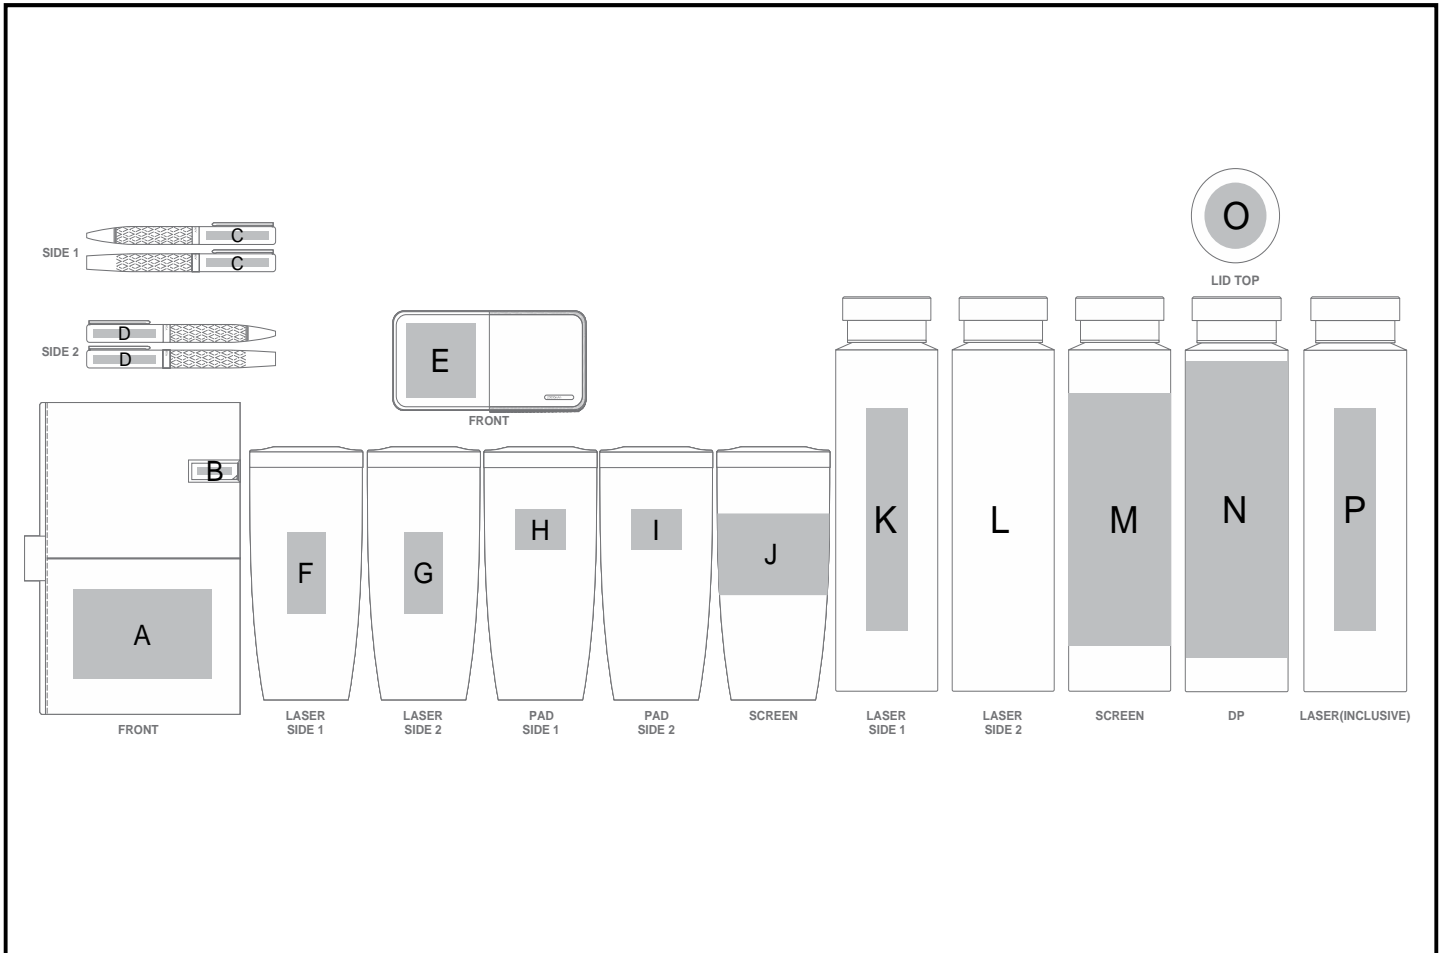 O
LID TOP
SIDE 1
C
C
SIDE 2
D
D
E
FRONT
A
B
FRONT
F
LASER
SIDE 1
G
LASER
SIDE 2
H
PAD
SIDE 1
I
PAD
SIDE 2
J
SCREEN
K
LASER
SIDE 1
L
LASER
SIDE 2
M
SCREEN
N
DP
P
LASER(INCLUSIVE)